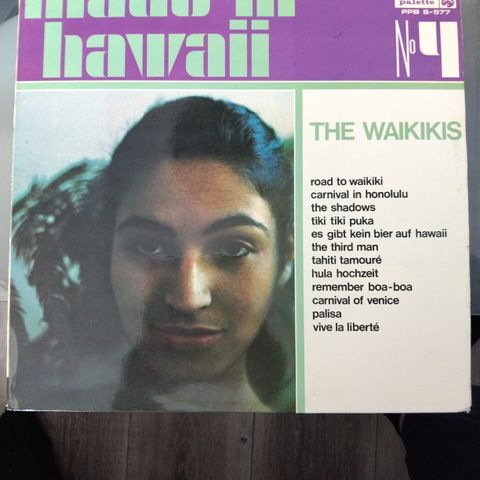 made in
palette
PPB S-577
hawaii
No 4
THE WAIKIKIS
road to waikiki
carnival in honolulu
the shadows
tiki tiki puka
es gibt kein bier auf hawaii
the third man
tahiti tamouré
hula hochzeit
remember boa-boa
carnival of venice
palisa
vive la liberté